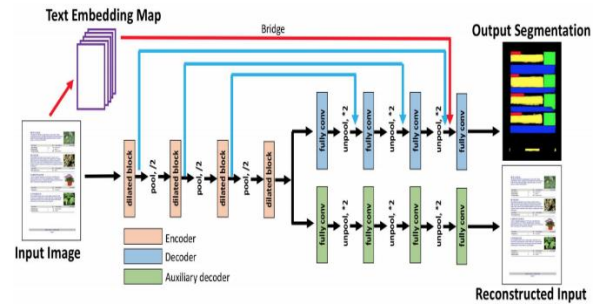 Text Embedding Map
Bridge
Output Segmentation
Input Image
dilated block
pool, /2
dilated block
pool, /2
dilated block
pool, /2
dilated block
fully conv
unpool, *2
fully conv
unpool, *2
fully conv
unpool, *2
fully conv
fully conv
unpool, *2
fully conv
unpool, *2
fully conv
unpool, *2
fully conv
Encoder
Decoder
Auxiliary decoder
Reconstructed Input